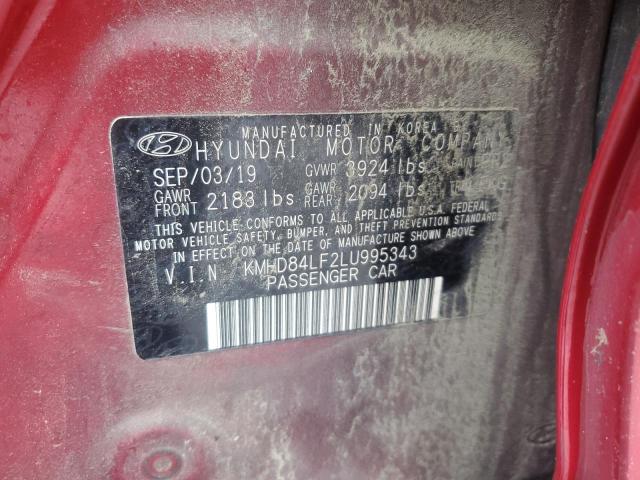 MANUFACTURED IN KOREA
HYUNDAI MOTOR COMPANY
SEP/03/19 GVWR 3924 lbs
GAWR FRONT 2183 lbs GAWR REAR 2094 lbs
THIS VEHICLE CONFORMS TO ALL APPLICABLE U.S.A. FEDERAL
MOTOR VEHICLE SAFETY, BUMPER, AND THEFT PREVENTION STANDARDS
IN EFFECT ON THE DATE OF MANUFACTURE SHOWN ABOVE.
V.I.N KMHD84LF2LU995343
PASSENGER CAR